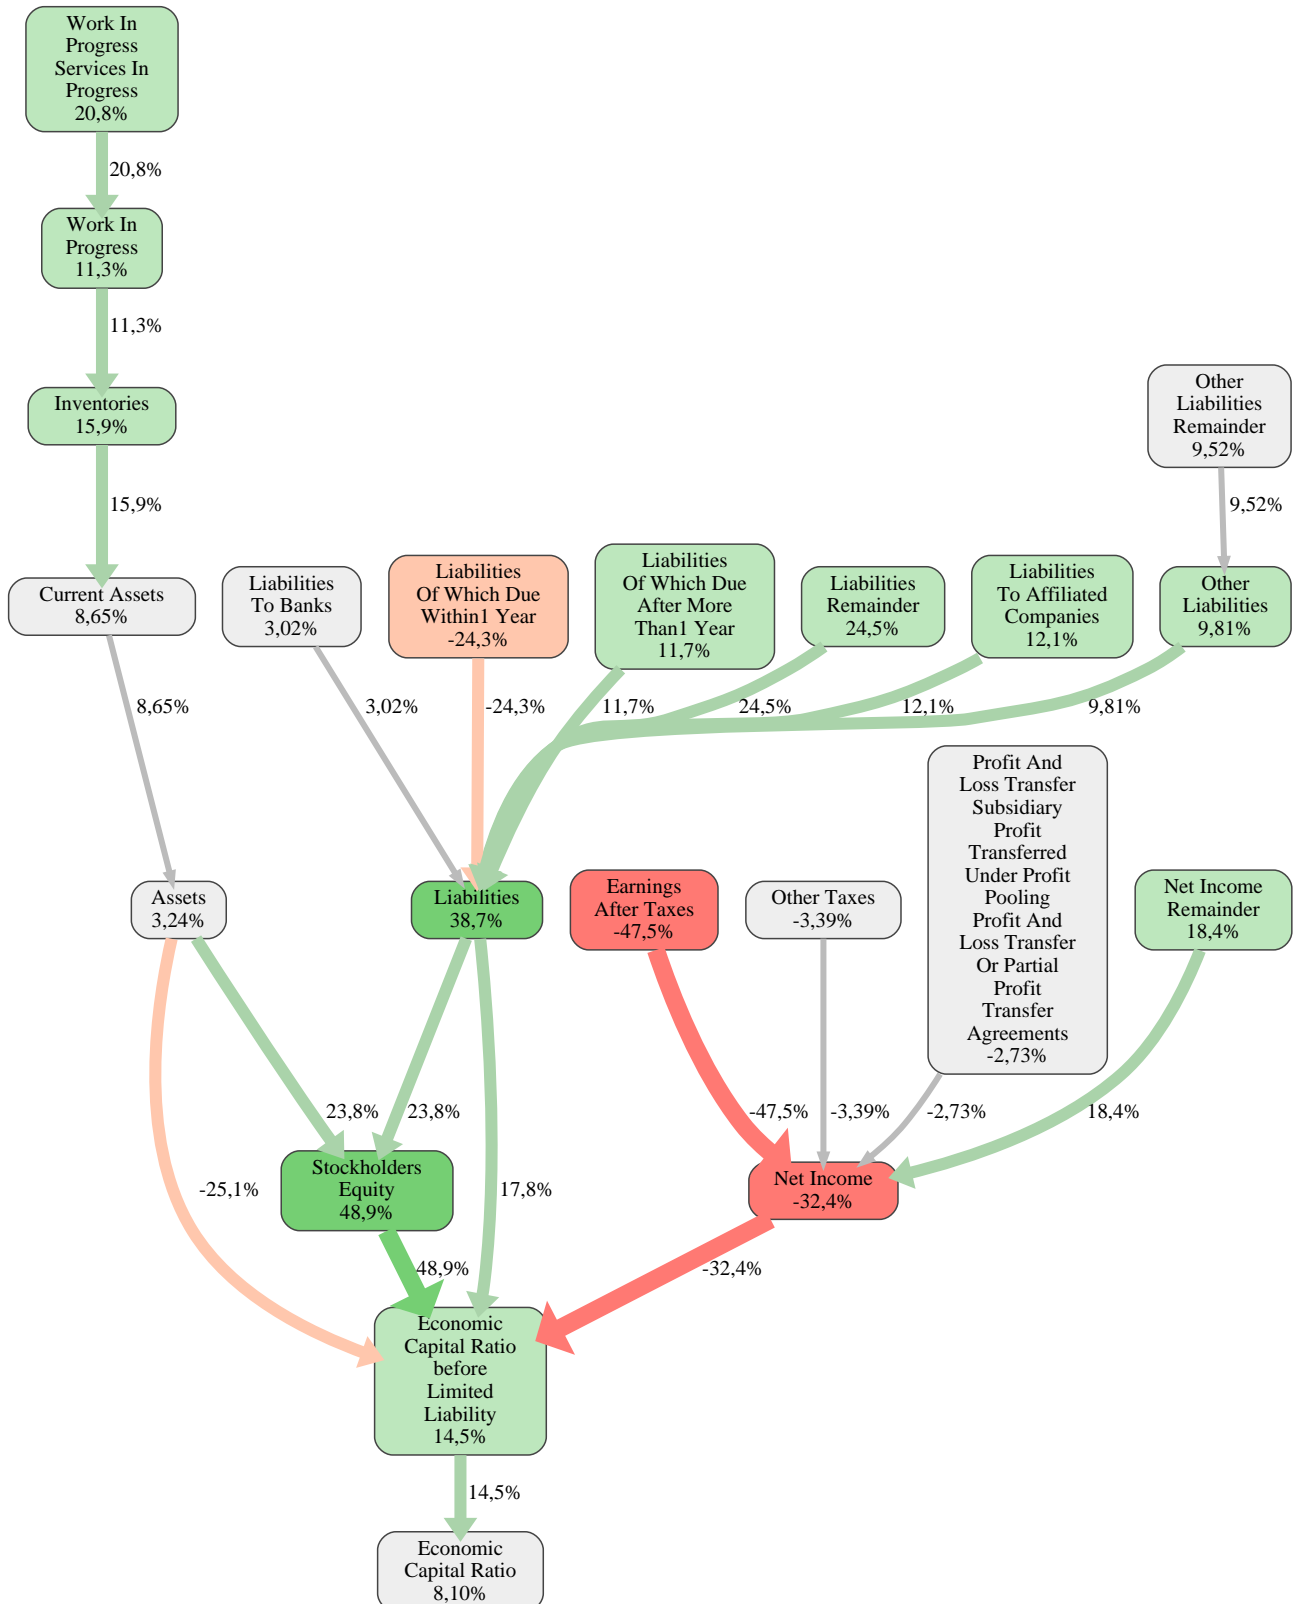 Work In
Progress
Services In
Progress
20,8%
20,8%
Work In
Progress
11,3%
11,3%
Inventories
15,9%
Other
Liabilities
Remainder
9,52%
15,9%
9,52%
Current Assets
8,65%
Liabilities
To Banks
3,02%
Liabilities
Of Which Due
Within1 Year
-24,3%
Liabilities
Of Which Due
After More
Than1 Year
11,7%
Liabilities
Remainder
24,5%
Liabilities
To Affiliated
Companies
12,1%
Other
Liabilities
9,81%
8,65%
3,02%
-24,3%
11,7%
24,5%
12,1%
9,81%
Profit And
Loss Transfer
Subsidiary
Profit
Transferred
Under Profit
Pooling
Profit And
Loss Transfer
Or Partial
Profit
Transfer
Agreements
-2,73%
Assets
3,24%
Liabilities
38,7%
Earnings
After Taxes
-47,5%
Other Taxes
-3,39%
Net Income
Remainder
18,4%
23,8%
23,8%
-47,5%
-3,39%
-2,73%
18,4%
-25,1%
Stockholders
Equity
48,9%
17,8%
Net Income
-32,4%
48,9%
-32,4%
Economic
Capital Ratio
before
Limited
Liability
14,5%
14,5%
Economic
Capital Ratio
8,10%